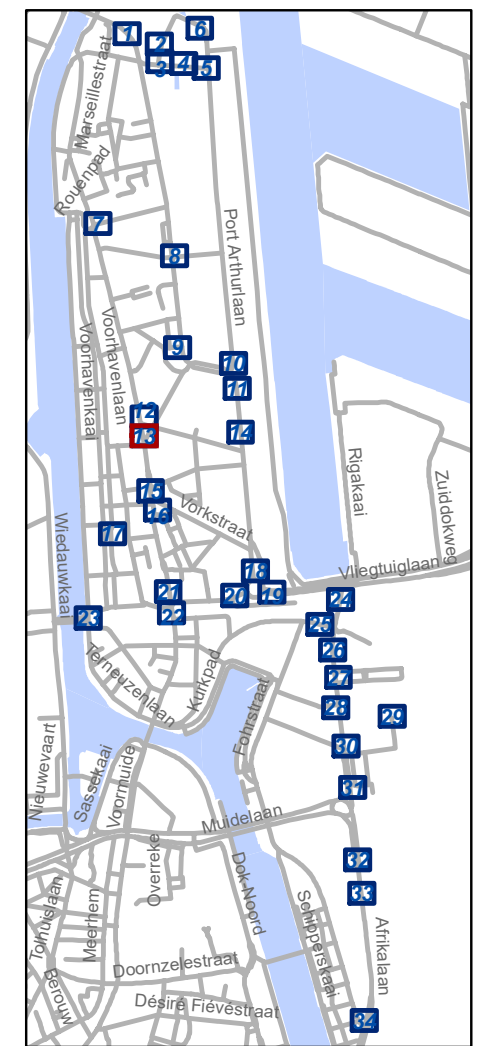 1
2
3
4
5
6
Marseillestraat
Rouenpad
7
8
Port Arthurlaan
Voorhavenlaan
Voorhavenkaai
9
10
11
12
13
14
15
16
17
Vorkstraat
Rigakaai
Zuiddokweg
Wiedauwkaai
Vliegtuiglaan
18
19
20
21
22
23
24
25
26
27
28
29
30
31
Terneuzenlaan
Kurkpad
Fohrstraat
Nieuwevaart
Sassekaai
Voormuide
Muidelaan
Overreke
Dok-Noord
32
33
Tolhuislaan
Meerhem
Schipperskaai
Afrikalaan
Doornzelestraat
Berouw
Désiré Fiévéstraat
34